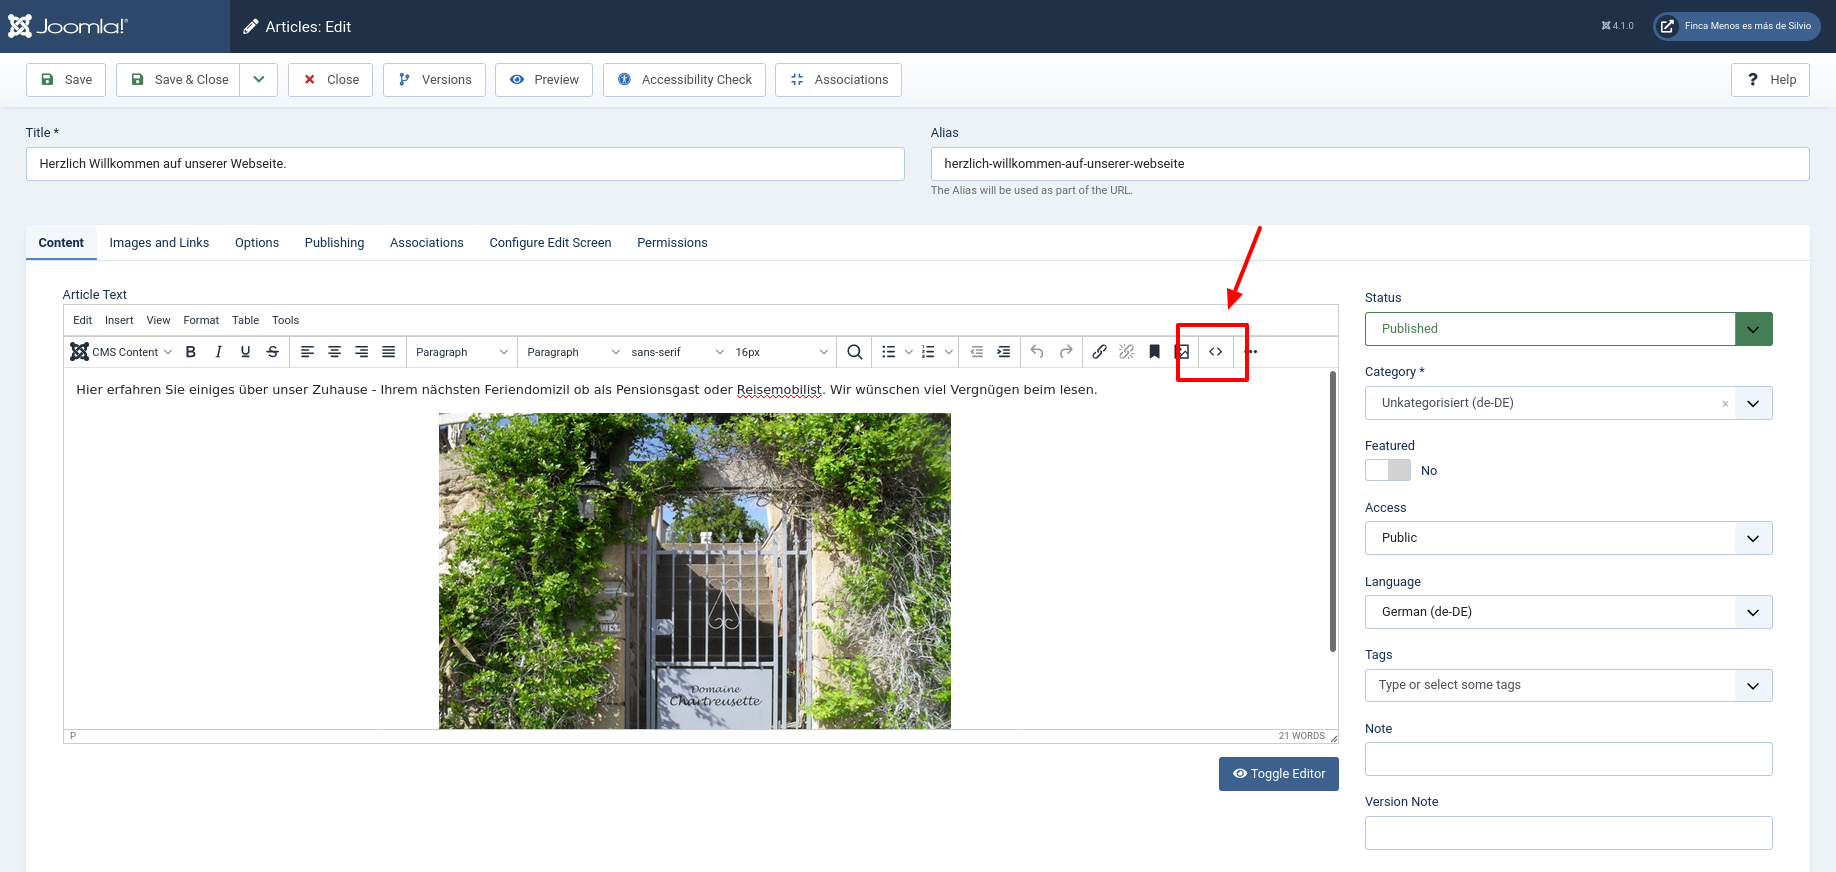 Joomla!®
Articles: Edit
4.1.0
Finca Menos es más de Silvio
Save
Save & Close
Close
Versions
Preview
Accessibility Check
Associations
? Help
Title *
Alias
Herzlich Willkommen auf unserer Webseite.
herzlich-willkommen-auf-unserer-webseite
The Alias will be used as part of the URL.
Content
Images and Links
Options
Publishing
Associations
Configure Edit Screen
Permissions
Article Text
Edit
Insert
View
Format
Table
Tools
CMS Content
B
I
U
S
Paragraph
Paragraph
sans-serif
16px
Hier erfahren Sie einiges über unser Zuhause - Ihrem nächsten Feriendomizil ob als Pensionsgast oder Reisemobilist. Wir wünschen viel Vergnügen beim lesen.
Domaine
Chartreusette
P
21 WORDS
Toggle Editor
Status
Published
Category *
Unkategorisiert (de-DE)
×
Featured
No
Access
Public
Language
German (de-DE)
Tags
Type or select some tags
Note
Version Note